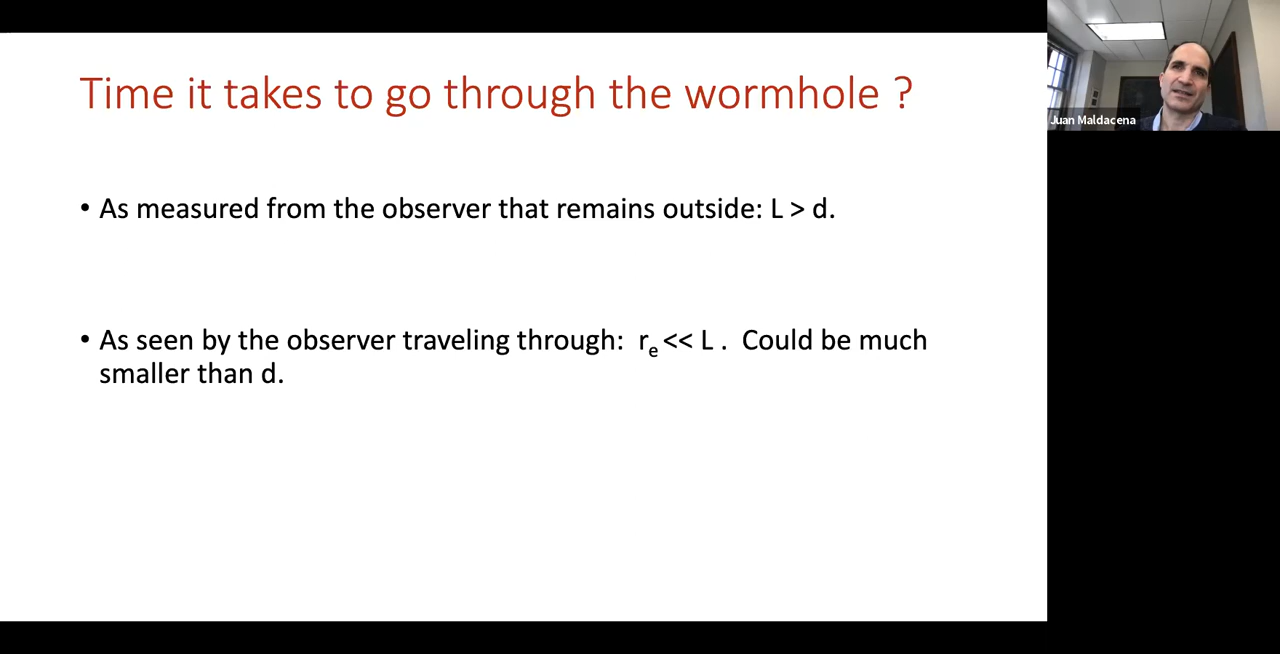 Time it takes to go through the wormhole ?
Juan Maldacena
• As measured from the observer that remains outside: L > d.
• As seen by the observer traveling through: rₑ << L . Could be much
smaller than d.